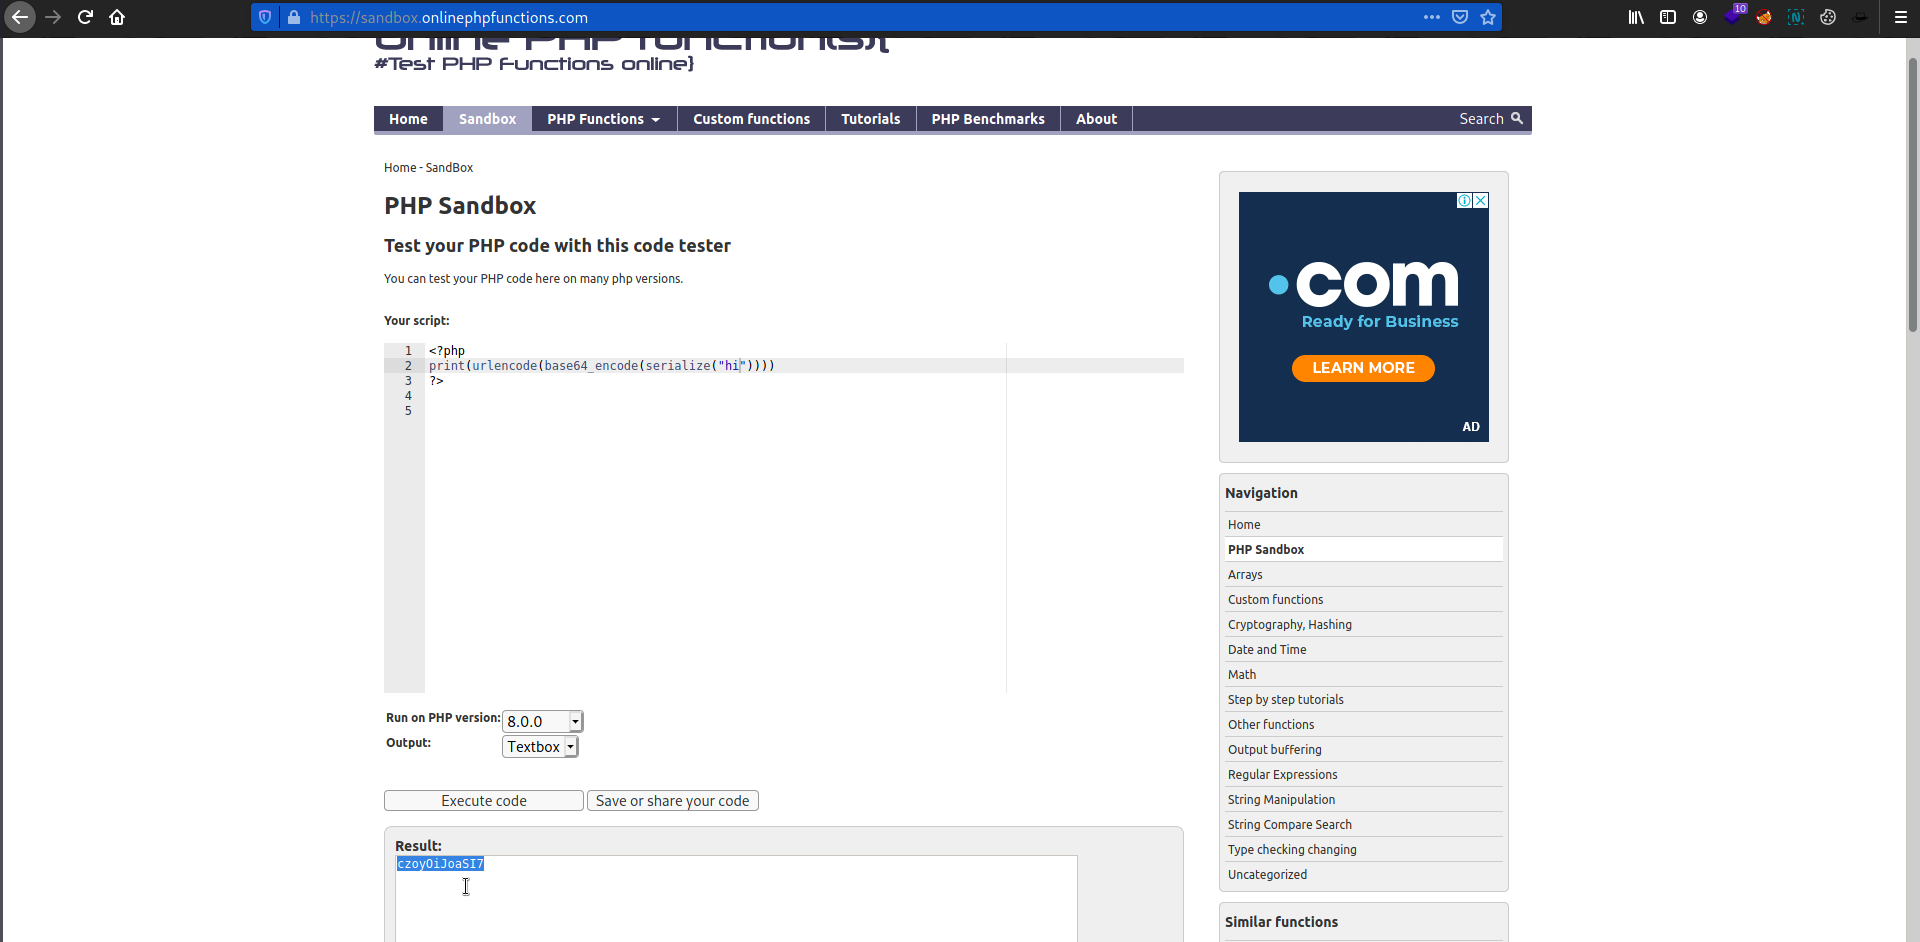 https://sandbox.onlinephpfunctions.com
10
online PHP function(s){
#Test PHP functions online}
Home Sandbox PHP Functions Custom functions Tutorials PHP Benchmarks About Search
Home - SandBox
PHP Sandbox
Test your PHP code with this code tester
You can test your PHP code here on many php versions.
Your script:
1 <?php
2 print(urlencode(base64_encode(serialize("hi"))))
3 ?>
4
5
Run on PHP version: 8.0.0
Output: Textbox
Execute code Save or share your code
Result:
czoyOiJoaSI7
com
Ready for Business
LEARN MORE
AD
Navigation
Home
PHP Sandbox
Arrays
Custom functions
Cryptography, Hashing
Date and Time
Math
Step by step tutorials
Other functions
Output buffering
Regular Expressions
String Manipulation
String Compare Search
Type checking changing
Uncategorized
Similar functions